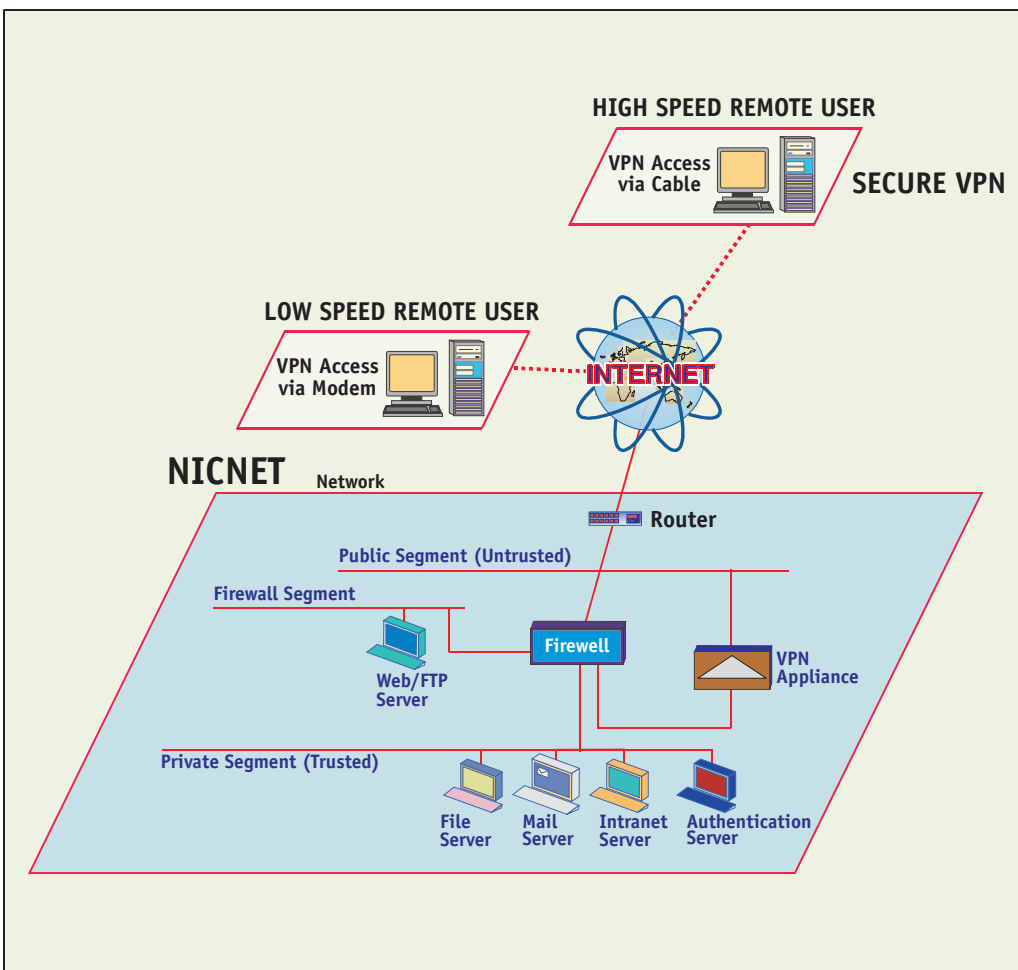 HIGH SPEED REMOTE USER
VPN Access
via Cable
SECURE VPN
LOW SPEED REMOTE USER
VPN Access
via Modem
INTERNET
NICNET
Network
Router
Public Segment (Untrusted)
Firewall Segment
Firewell
Web/FTP
Server
VPN
Appliance
Private Segment (Trusted)
File
Server
Mail
Server
Intranet
Server
Authentication
Server